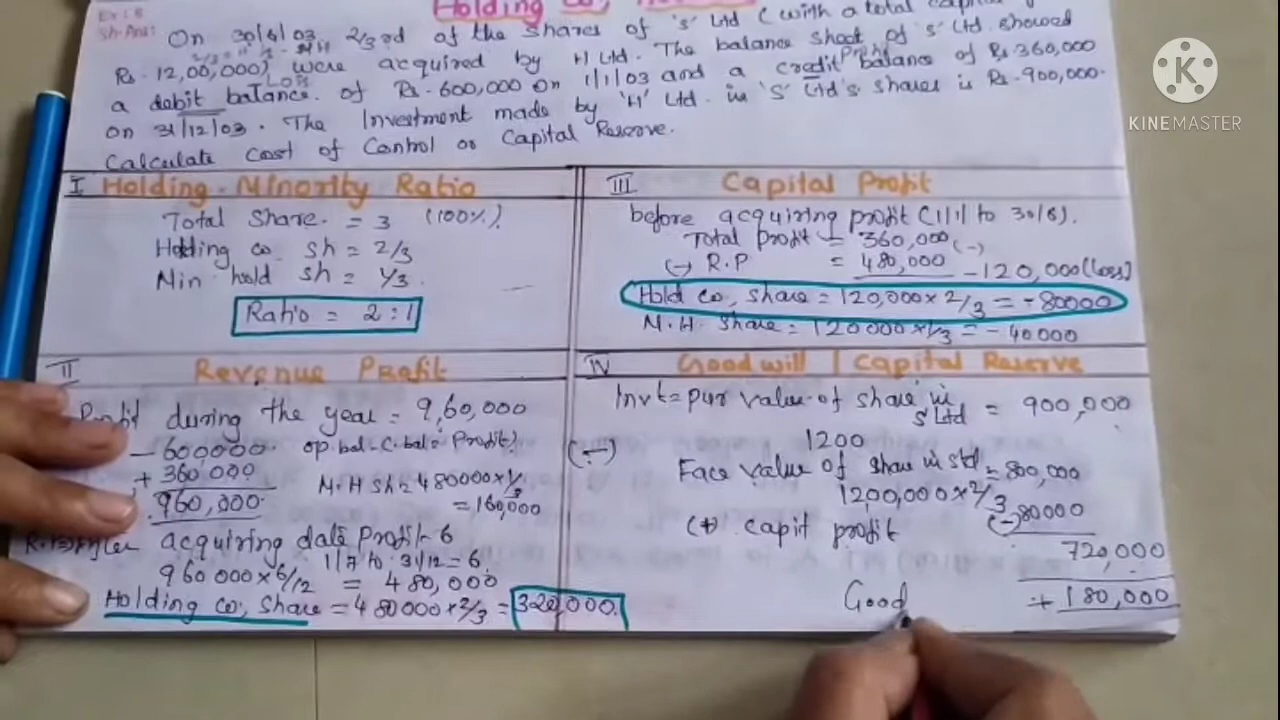 Holding Co,
Ex: 8
On 30/6/03 2/3rd of the shares of 's' Ltd (with a total capital of
Rs. 12,00,000) were acquired by H Ltd. The balance sheet of 's' Ltd. showed
Loss
Profit
a debit balance of Rs. 600,000 on 1/1/03 and a credit balance of Rs. 360,000
on 31/12/03. The Investment made by 'H' Ltd. in 'S' Ltd's shares is Rs. 900,000.
Calculate Cost of Control or Capital Reserve.
I Holding-Minority Ratio
Total Share. = 3 (100%)
Holding co. sh = 2/3
Min hold sh = 1/3.
Ratio = 2:1
II Revenue Profit
Profit during the year = 9,60,000
- 600000 op. bal - C. bal = Profit)
+ 360,000
960,000 M.H Sh = 480000 x 1/3
= 160,000
acquiring date Profit - 6
1/7 to 31/12 = 6
960 000 x 6/12 = 480,000
Holding co, Share = 480000 x 2/3 = 320,000.
III Capital Profit
before acquiring profit (1/1 to 30/6).
Total profit = 360,000 (-)
(-) R.P = 480,000 -120,000 (Loss)
Hold co, share = 120,000 x 2/3 = - 80000
M.H. Share = 120000 x 1/3 = - 40000
IV Goodwill / Capital Reserve
Invt = pur value of share in
S Ltd = 900,000
(-) 1200
Face value of share in std = 800,000
1200,000 x 2/3
(+) capit profit (-) 80000
720,000
Good + 180,000
KINEMASTER